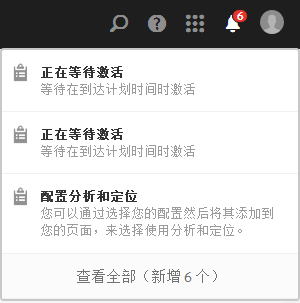 6
正在等待激活
等待在到达计划时间时激活
正在等待激活
等待在到达计划时间时激活
配置分析和定位
您可以通过选择您的配置然后将其添加到
您的页面，来选择使用分析和定位。
查看全部（新增 6 个）